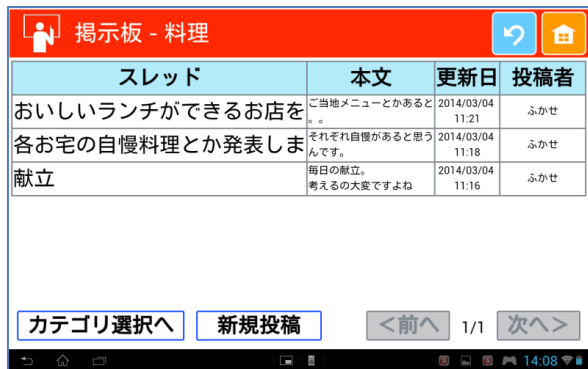 掲示板 - 料理
スレッド 本文 更新日 投稿者
おいしいランチができるお店を ご当地メニューとかあると 2014/03/04 ふかせ
。。 11:21
各お宅の自慢料理とか発表しま それぞれ自慢があると思う 2014/03/04 ふかせ
んです。 11:18
献立 毎日の献立。 2014/03/04 ふかせ
考えるの大変ですよね 11:16
カテゴリ選択へ 新規投稿 <前へ 1/1 次へ>
14:08